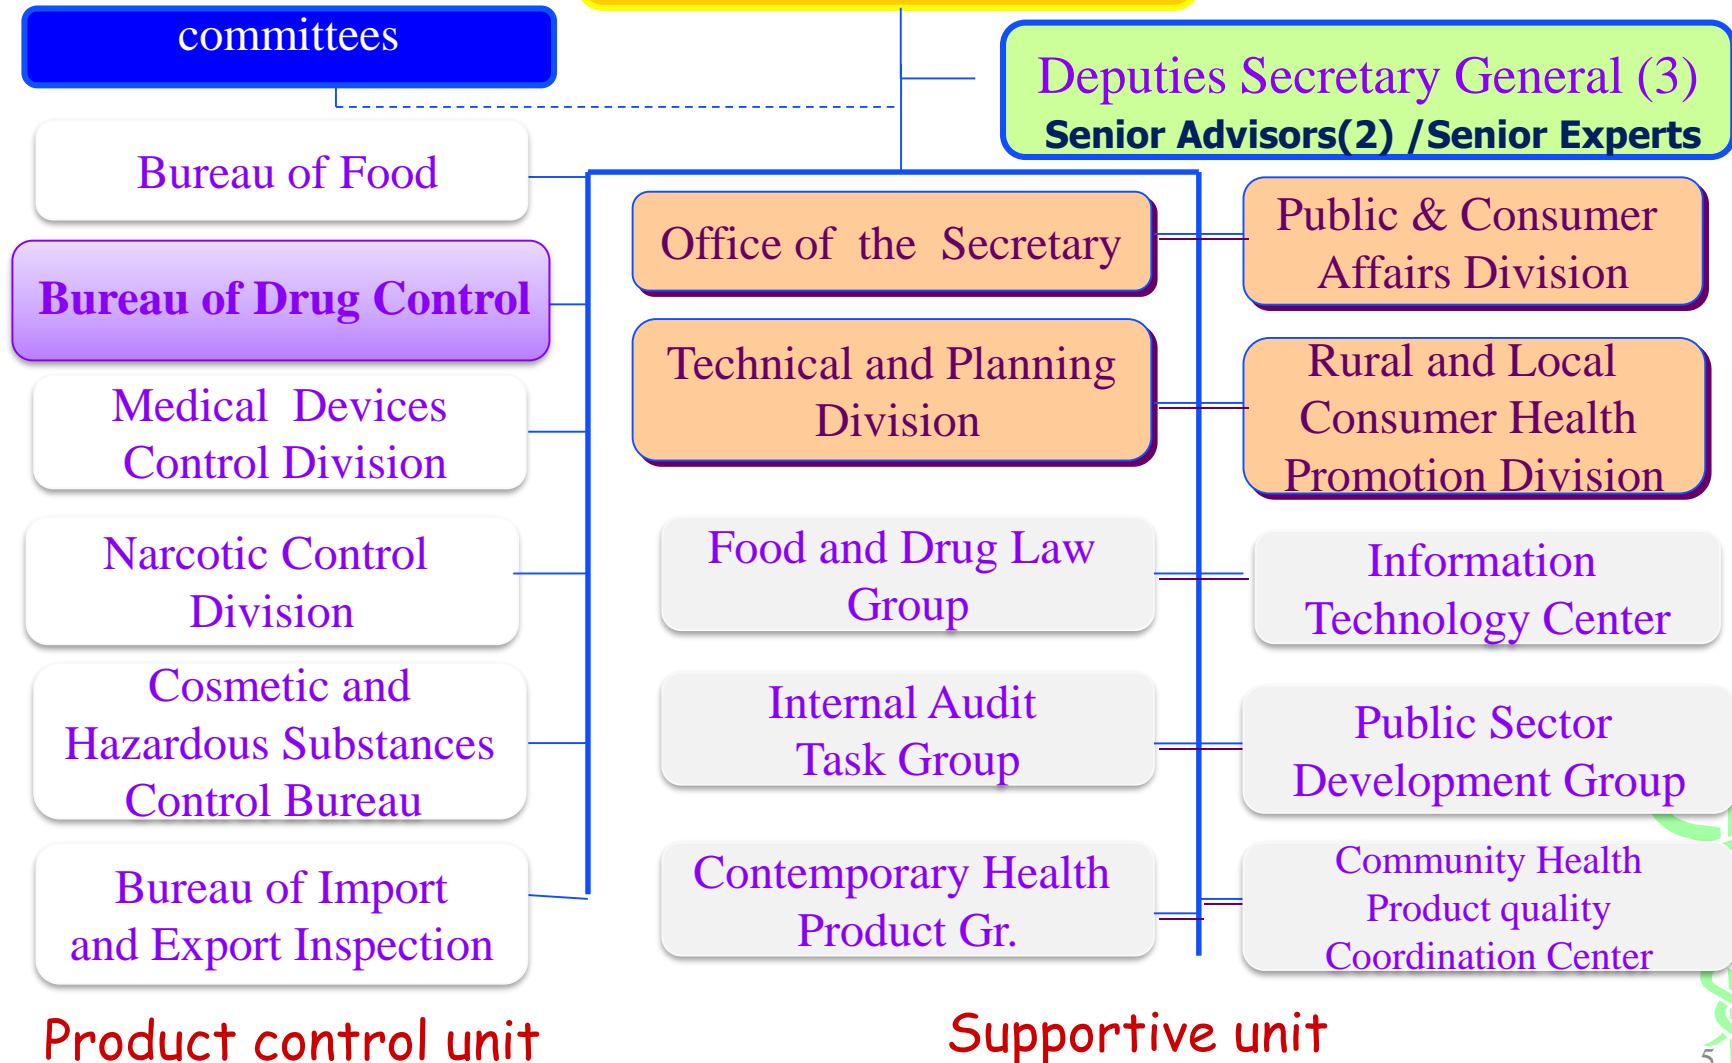 committees
Deputies Secretary General (3)
Senior Advisors(2) /Senior Experts
Bureau of Food
Bureau of Drug Control
Medical Devices
Control Division
Narcotic Control
Division
Cosmetic and
Hazardous Substances
Control Bureau
Bureau of Import
and Export Inspection
Product control unit
Office of the Secretary
Public & Consumer
Affairs Division
Technical and Planning
Division
Rural and Local
Consumer Health
Promotion Division
Food and Drug Law
Group
Information
Technology Center
Internal Audit
Task Group
Public Sector
Development Group
Contemporary Health
Product Gr.
Community Health
Product quality
Coordination Center
Supportive unit
5